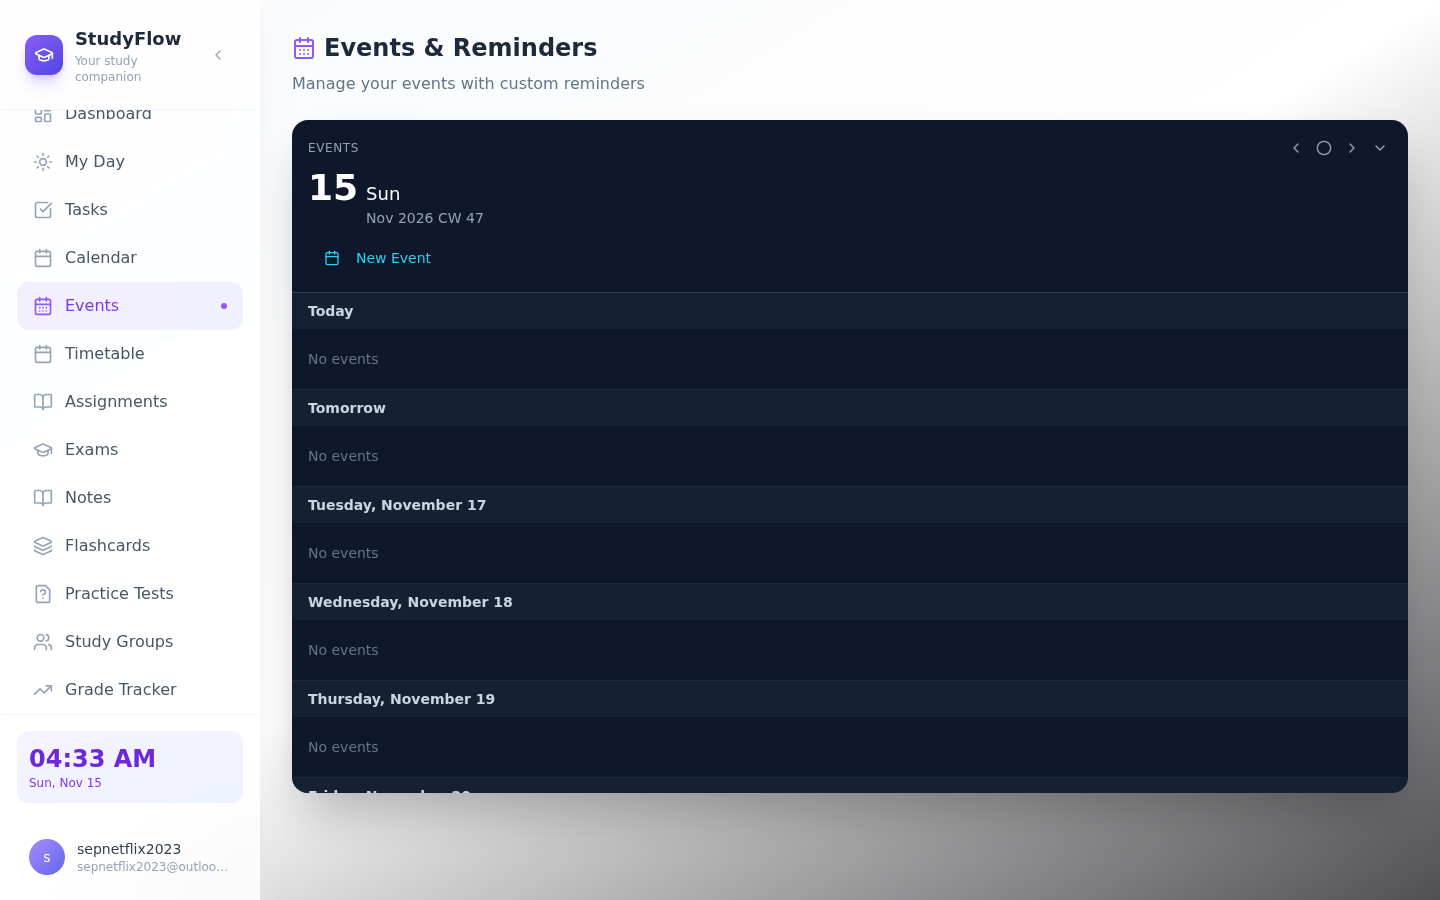 StudyFlow
Your study
companion
Dashboard
My Day
Tasks
Calendar
Events
Timetable
Assignments
Exams
Notes
Flashcards
Practice Tests
Study Groups
Grade Tracker
04:33 AM
Sun, Nov 15
s
sepnetflix2023
sepnetflix2023@outloo...
Events & Reminders
Manage your events with custom reminders
EVENTS
15 Sun
Nov 2026 CW 47
New Event
Today
No events
Tomorrow
No events
Tuesday, November 17
No events
Wednesday, November 18
No events
Thursday, November 19
No events
Friday, November 20